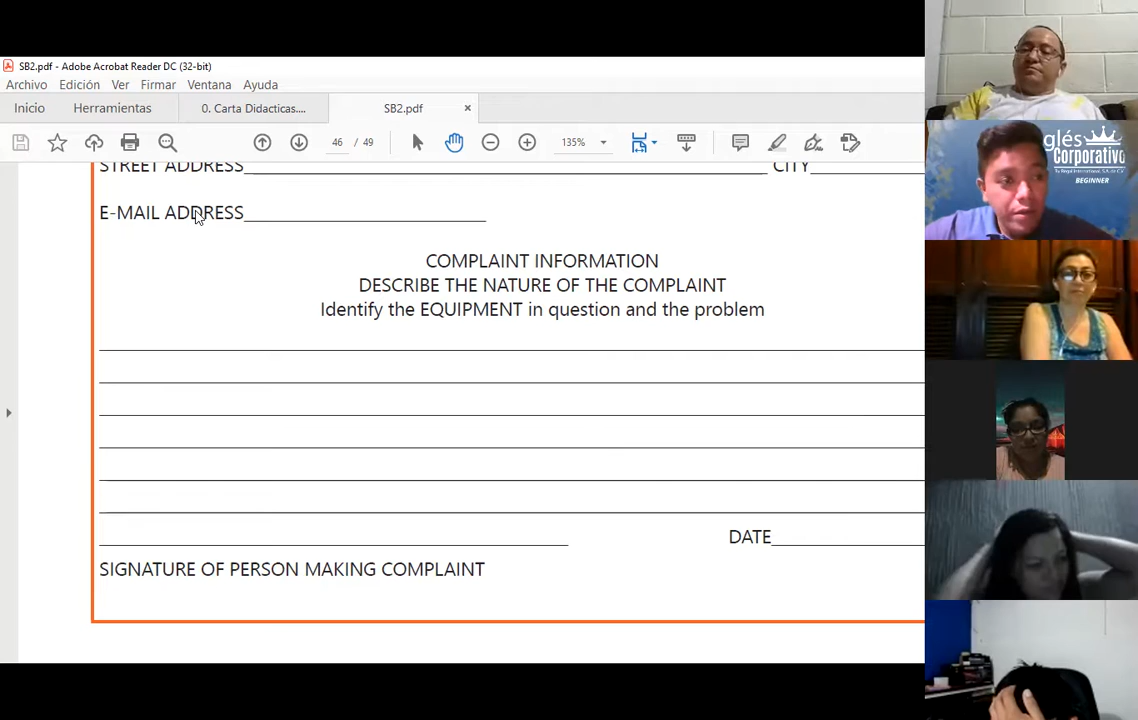 SB2.pdf - Adobe Acrobat Reader DC (32-bit)
Archivo Edición Ver Firmar Ventana Ayuda
Inicio Herramientas 0. Carta Didacticas.... SB2.pdf ×
46 / 49 135%
STREET ADDRESS CITY
E-MAIL ADDRESS
COMPLAINT INFORMATION
DESCRIBE THE NATURE OF THE COMPLAINT
Identify the EQUIPMENT in question and the problem
DATE
SIGNATURE OF PERSON MAKING COMPLAINT
glés
Corporativo
BEGINNER